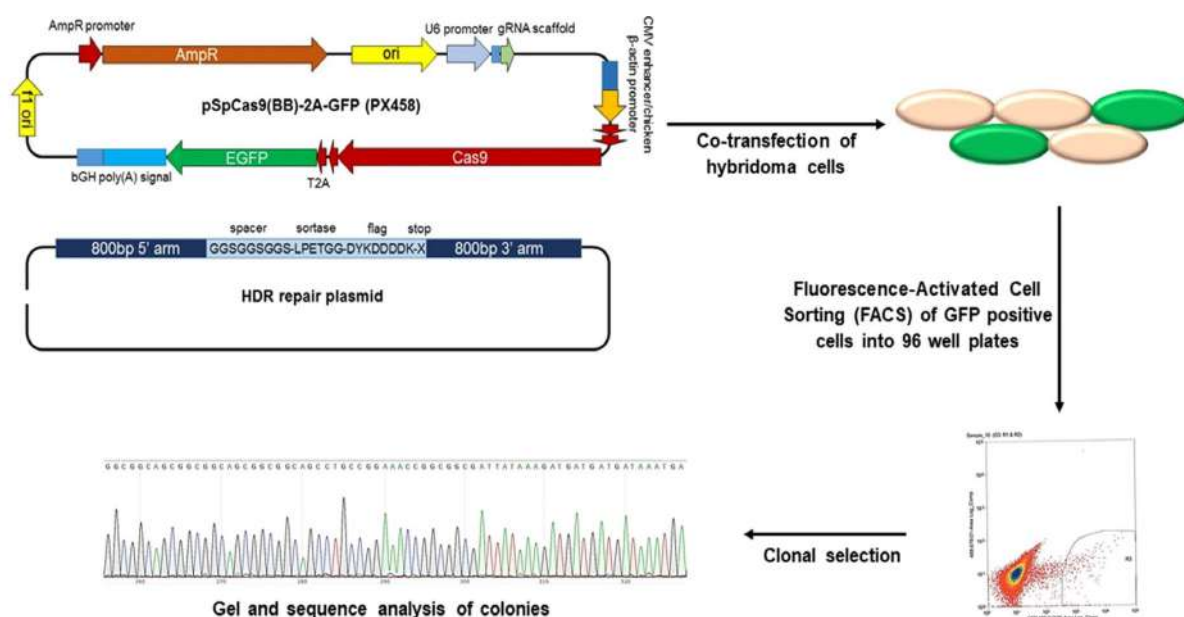 AmpR promoter
U6 promoter
gRNA scaffold
AmpR
ori
CMV enhancer/chicken
β-actin promoter
f1 ori
pSpCas9(BB)-2A-GFP (PX458)
EGFP
Cas9
bGH poly(A) signal
T2A
Co-transfection of
hybridoma cells
spacer sortase flag stop
800bp 5' arm
GGSGGSGGS-LPETGG-DYKDDDDK-X
800bp 3' arm
HDR repair plasmid
Fluorescence-Activated Cell
Sorting (FACS) of GFP positive
cells into 96 well plates
GGCGGCAGCGGCGGCAGCGGCGGCAGCCTGCCGGAAACCGGCGGCGATTATAAAGATGATGATGATAAATGA
Clonal selection
Gel and sequence analysis of colonies